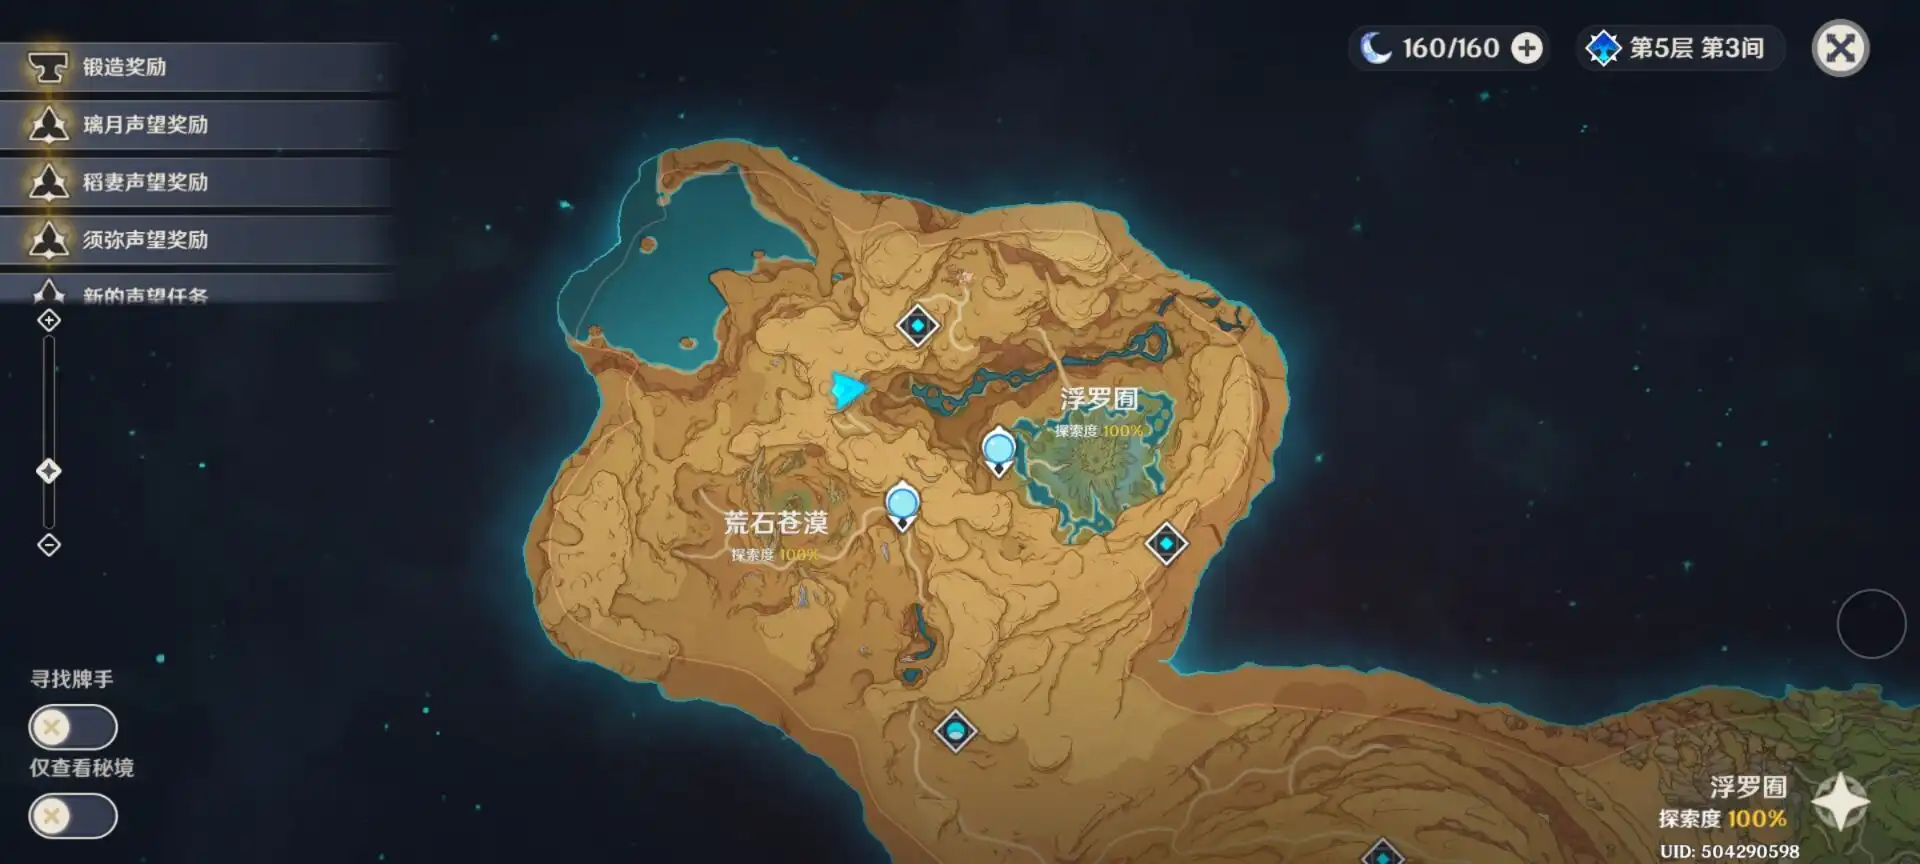 160/160
第5层 第3间
锻造奖励
璃月声望奖励
稻妻声望奖励
须弥声望奖励
新的声望任务
浮罗囿
探索度 100%
荒石苍漠
探索度 100%
寻找牌手
仅查看秘境
浮罗囿
探索度 100%
UID: 504290598